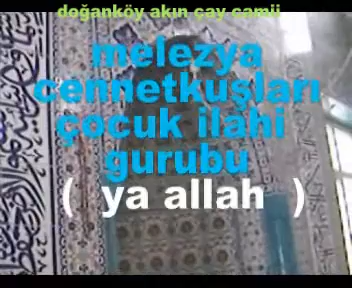 doğanköy akın çay camii
melezya
cennetkuşları
çocuk ilahi
gurubu
( ya allah )